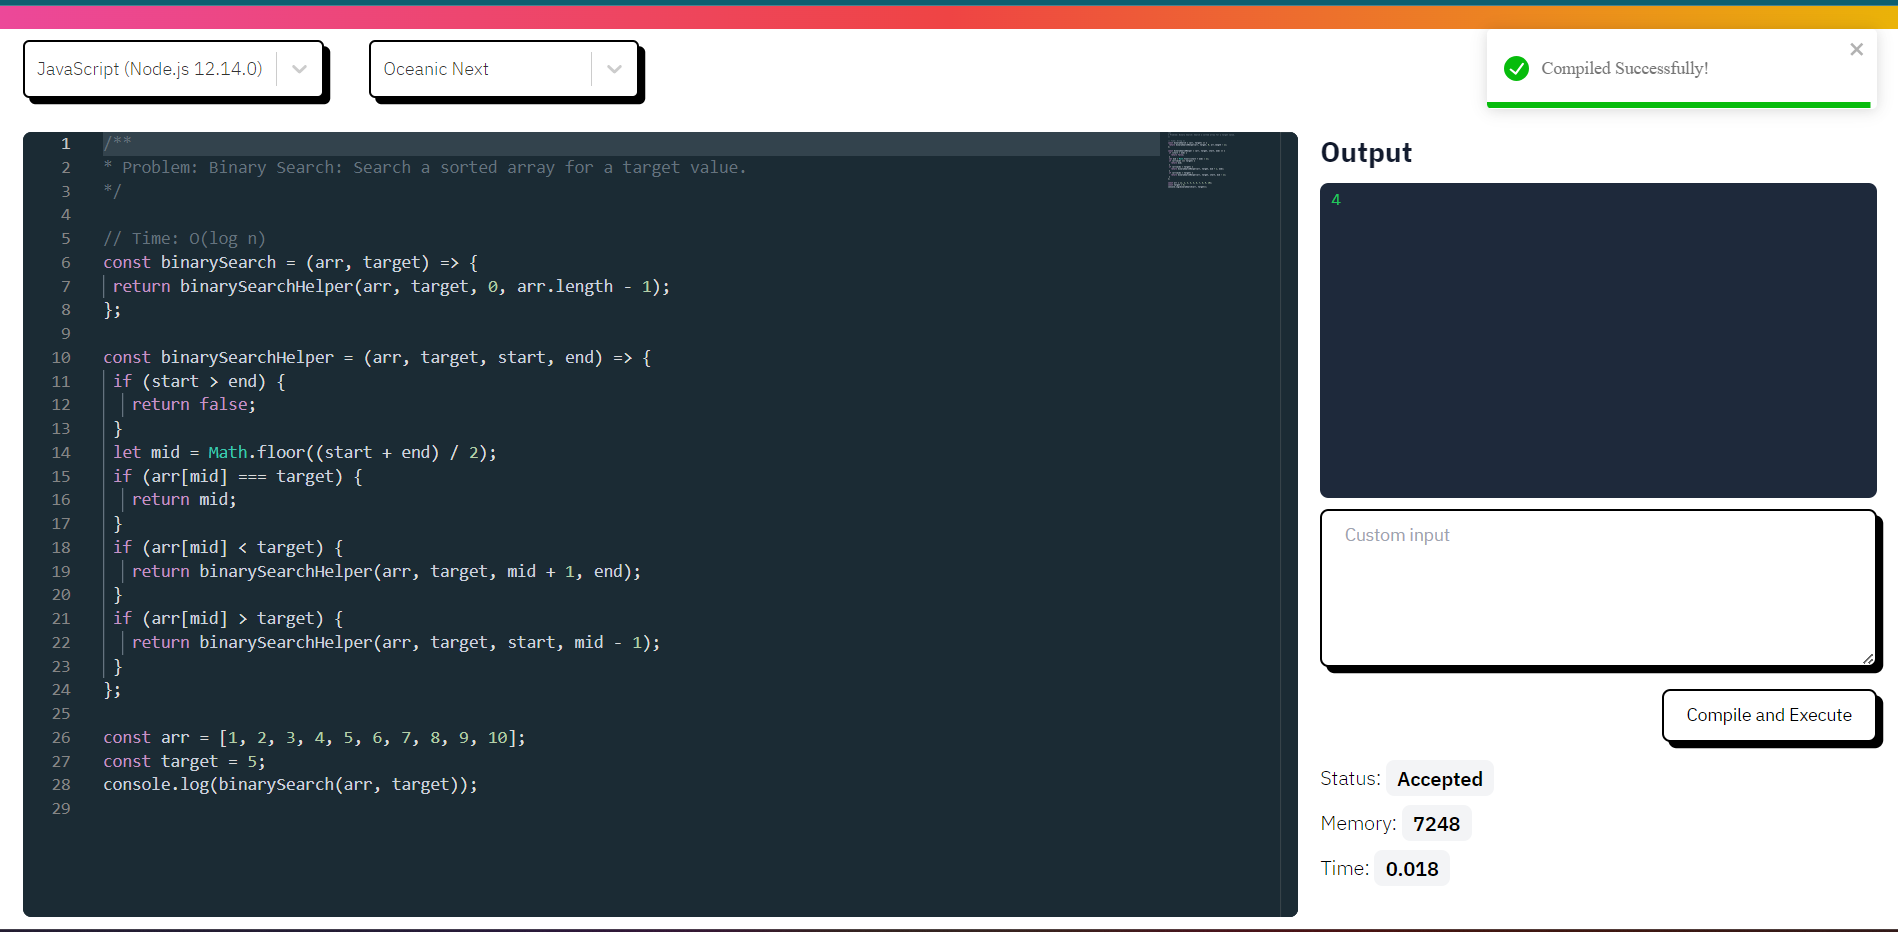 JavaScript (Node.js 12.14.0)
Oceanic Next
Compiled Successfully!
1 /**
2 * Problem: Binary Search: Search a sorted array for a target value.
3 */
4
5 // Time: O(log n)
6 const binarySearch = (arr, target) => {
7 return binarySearchHelper(arr, target, 0, arr.length - 1);
8 };
9
10 const binarySearchHelper = (arr, target, start, end) => {
11 if (start > end) {
12 return false;
13 }
14 let mid = Math.floor((start + end) / 2);
15 if (arr[mid] === target) {
16 return mid;
17 }
18 if (arr[mid] < target) {
19 return binarySearchHelper(arr, target, mid + 1, end);
20 }
21 if (arr[mid] > target) {
22 return binarySearchHelper(arr, target, start, mid - 1);
23 }
24 };
25
26 const arr = [1, 2, 3, 4, 5, 6, 7, 8, 9, 10];
27 const target = 5;
28 console.log(binarySearch(arr, target));
29
Output
4
Custom input
Compile and Execute
Status: Accepted
Memory: 7248
Time: 0.018